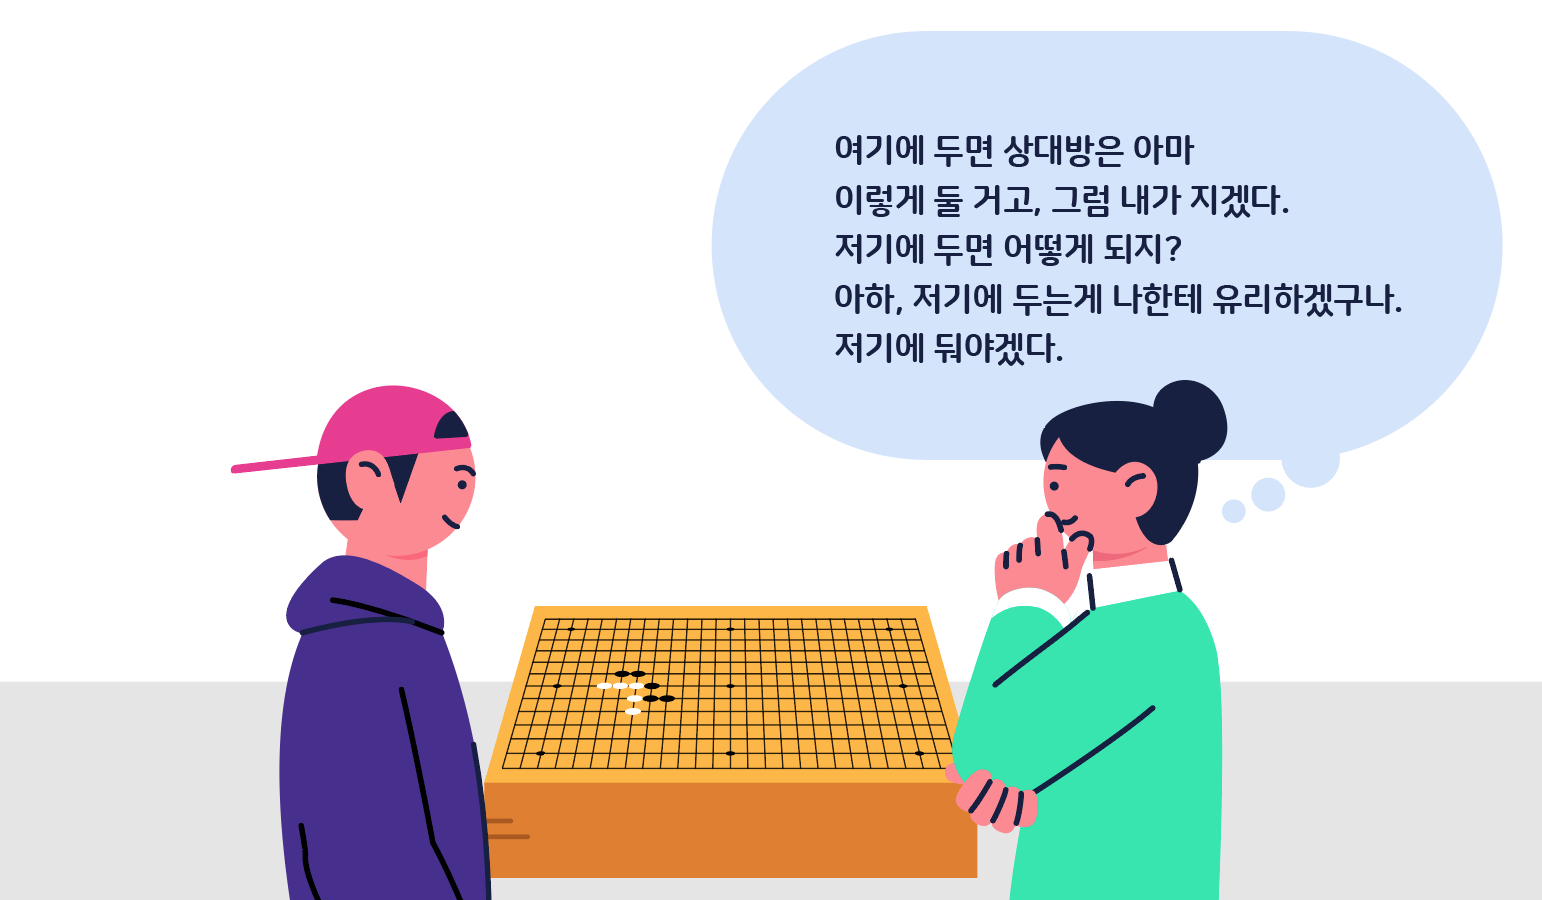 여기에 두면 상대방은 아마
이렇게 둘 거고, 그럼 내가 지겠다.
저기에 두면 어떻게 되지?
아하, 저기에 두는게 나한테 유리하겠구나.
저기에 둬야겠다.